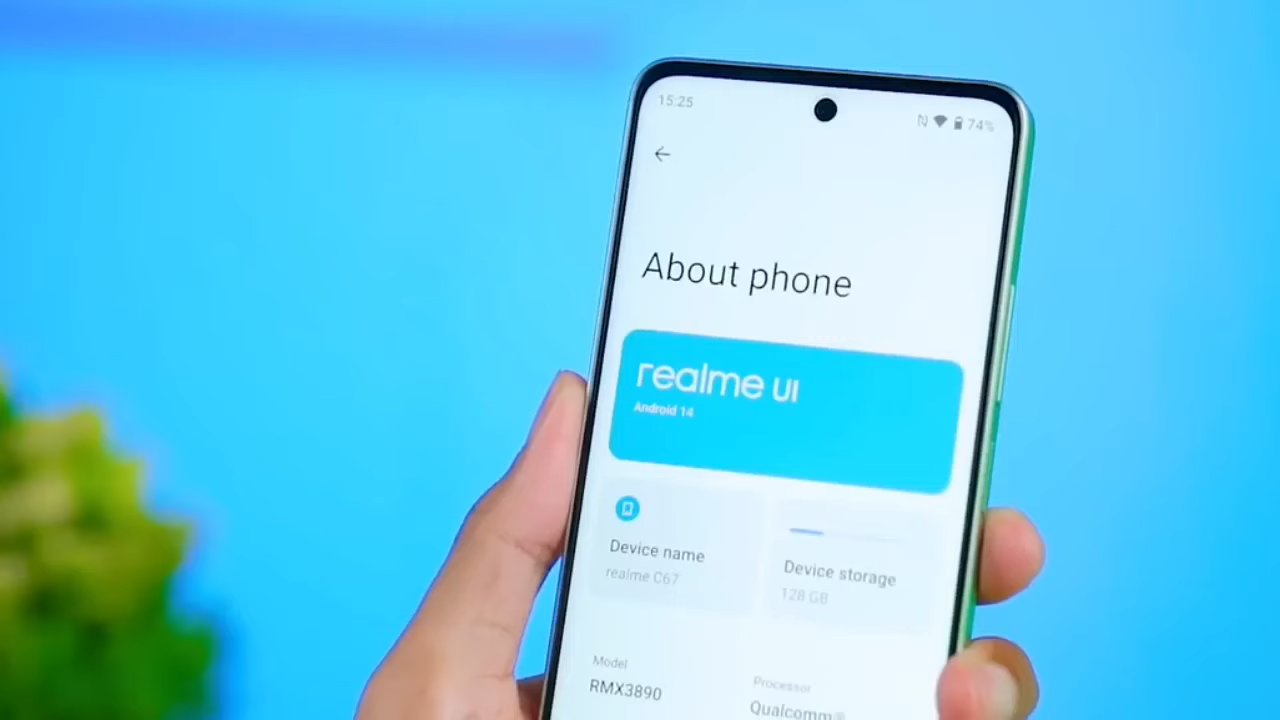 15:25
74%
About phone
realme UI
Android 14
Device name
realme C67
Device storage
128 GB
Model
RMX3890
Processor
Qualcomm®